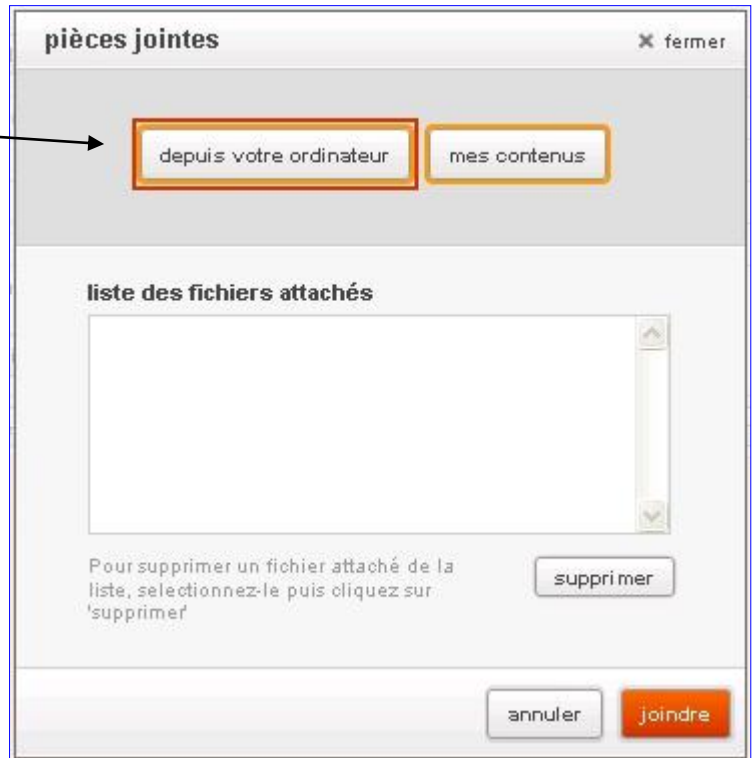 pièces jointes
✖ fermer
depuis votre ordinateur
mes contenus
liste des fichiers attachés
Pour supprimer un fichier attaché de la
liste, selectionnez-le puis cliquez sur
'supprimer'
supprimer
annuler
joindre